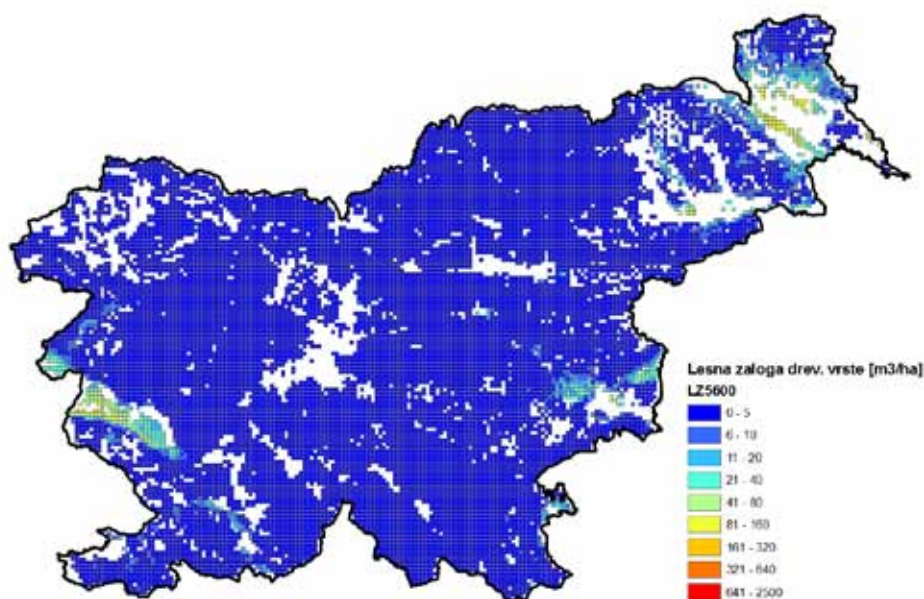 Lesna zaloga drev. vrste [m3/ha]
LZ5600
0 - 5
6 - 10
11 - 20
21 - 40
41 - 80
81 - 160
161 - 320
321 - 640
641 - 2500